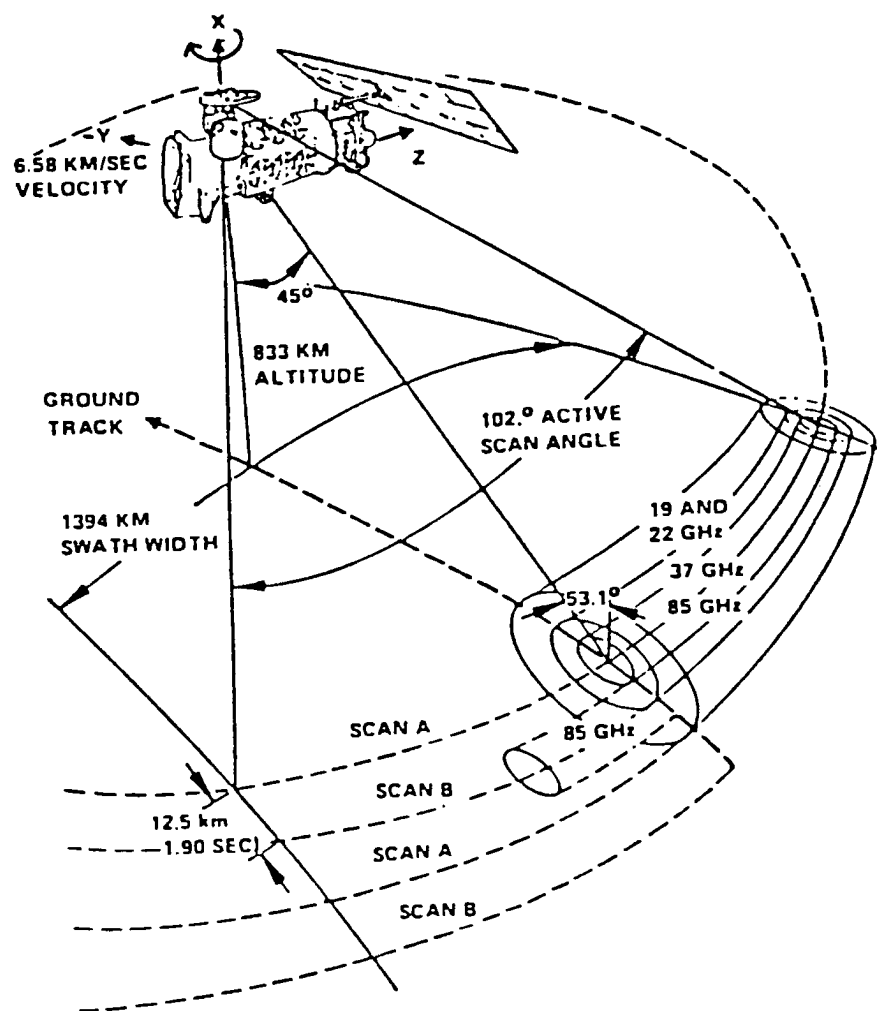 X
-Y
Z
6.58 KM/SEC
VELOCITY
45º
833 KM
ALTITUDE
GROUND
TRACK
102.º ACTIVE
SCAN ANGLE
1394 KM
SWATH WIDTH
19 AND
22 GHz
37 GHz
53.1º
85 GHz
SCAN A
85 GHz
SCAN B
12.5 km
1.90 SEC)
SCAN A
SCAN B